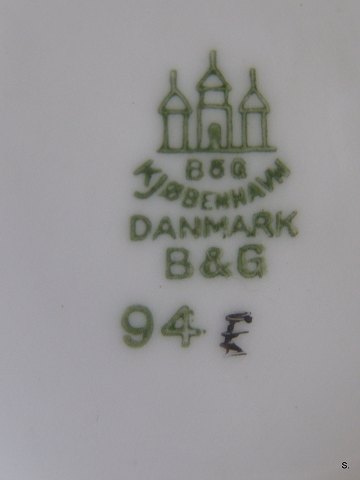 B&G
KJØBENHAVN
DANMARK
B&G
94 E
S.